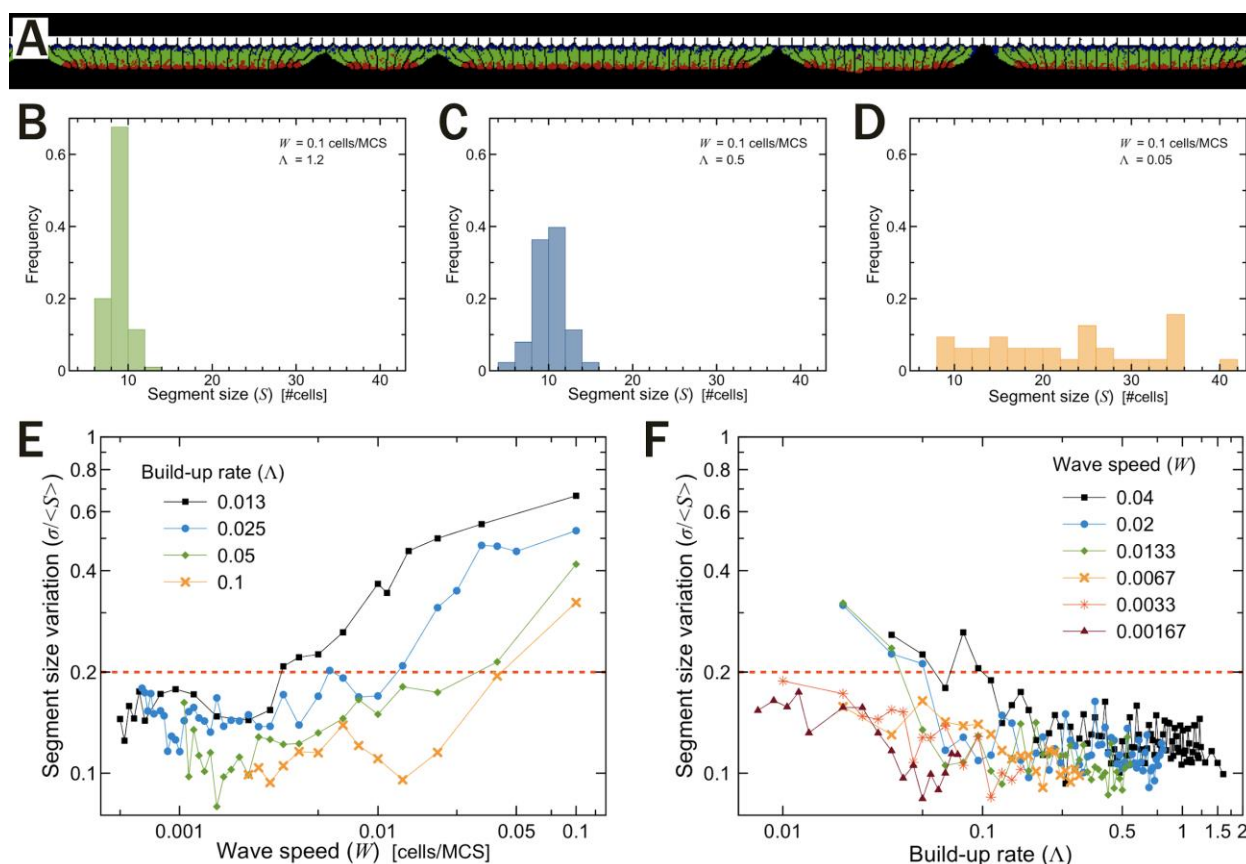 A
B
W = 0.1 cells/MCS
Λ = 1.2
Frequency
0.6
0.4
0.2
0
10 20 30 40
Segment size (S) [#cells]
C
W = 0.1 cells/MCS
Λ = 0.5
Frequency
0.6
0.4
0.2
0
10 20 30 40
Segment size (S) [#cells]
D
W = 0.1 cells/MCS
Λ = 0.05
Frequency
0.6
0.4
0.2
0
10 20 30 40
Segment size (S) [#cells]
E
Segment size variation (σ/<S>)
1
0.8
0.6
0.4
0.2
0.1
Build-up rate (Λ)
0.013
0.025
0.05
0.1
0.001 0.01 0.05 0.1
Wave speed (W) [cells/MCS]
F
Segment size variation (σ/<S>)
1
0.8
0.6
0.4
0.2
0.1
Wave speed (W)
0.04
0.02
0.0133
0.0067
0.0033
0.00167
0.01 0.1 0.5 1 1.5 2
Build-up rate (Λ)